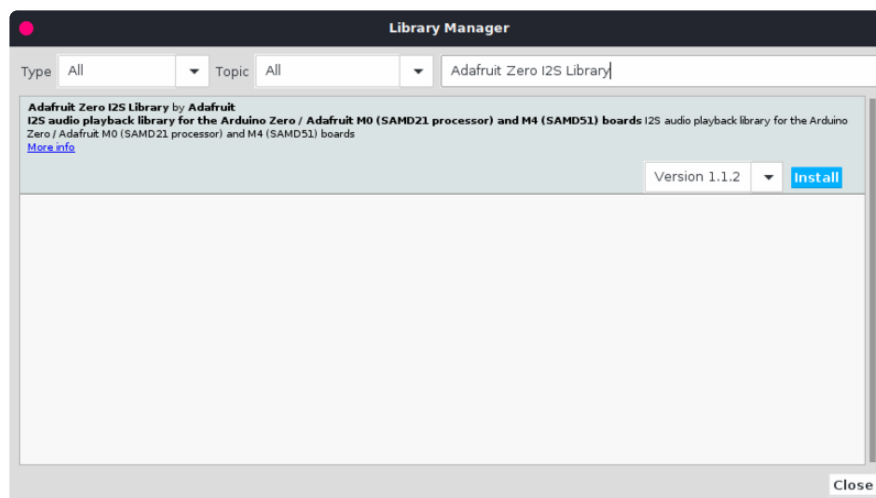 Library Manager
Type All Topic All Adafruit Zero I2S Library
Adafruit Zero I2S Library by Adafruit
I2S audio playback library for the Arduino Zero / Adafruit M0 (SAMD21 processor) and M4 (SAMD51) boards I2S audio playback library for the Arduino
Zero / Adafruit M0 (SAMD21 processor) and M4 (SAMD51) boards
More info
Version 1.1.2 Install
Close